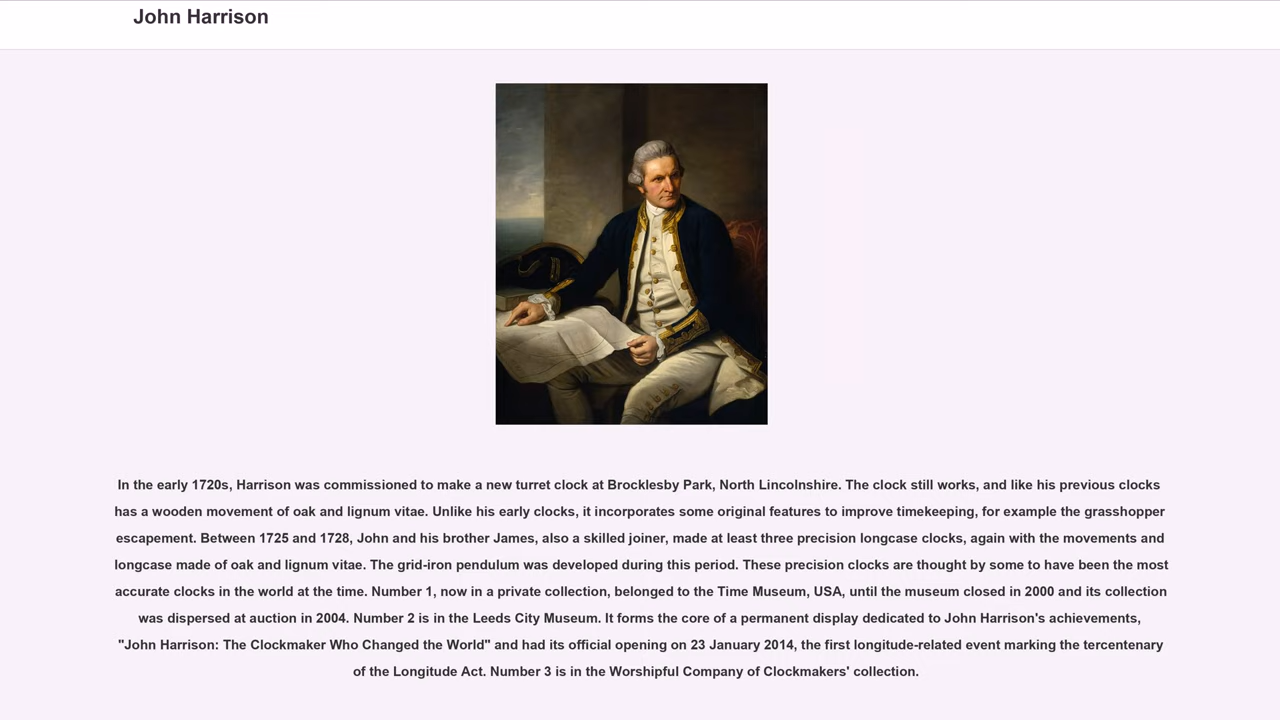 John Harrison
In the early 1720s, Harrison was commissioned to make a new turret clock at Brocklesby Park, North Lincolnshire. The clock still works, and like his previous clocks
has a wooden movement of oak and lignum vitae. Unlike his early clocks, it incorporates some original features to improve timekeeping, for example the grasshopper
escapement. Between 1725 and 1728, John and his brother James, also a skilled joiner, made at least three precision longcase clocks, again with the movements and
longcase made of oak and lignum vitae. The grid-iron pendulum was developed during this period. These precision clocks are thought by some to have been the most
accurate clocks in the world at the time. Number 1, now in a private collection, belonged to the Time Museum, USA, until the museum closed in 2000 and its collection
was dispersed at auction in 2004. Number 2 is in the Leeds City Museum. It forms the core of a permanent display dedicated to John Harrison's achievements,
"John Harrison: The Clockmaker Who Changed the World" and had its official opening on 23 January 2014, the first longitude-related event marking the tercentenary
of the Longitude Act. Number 3 is in the Worshipful Company of Clockmakers' collection.